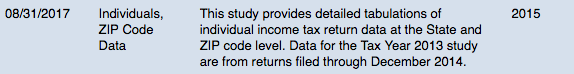 08/31/2017 Individuals, This study provides detailed tabulations of 2015
ZIP Code individual income tax return data at the State and
Data ZIP code level. Data for the Tax Year 2013 study
are from returns filed through December 2014.